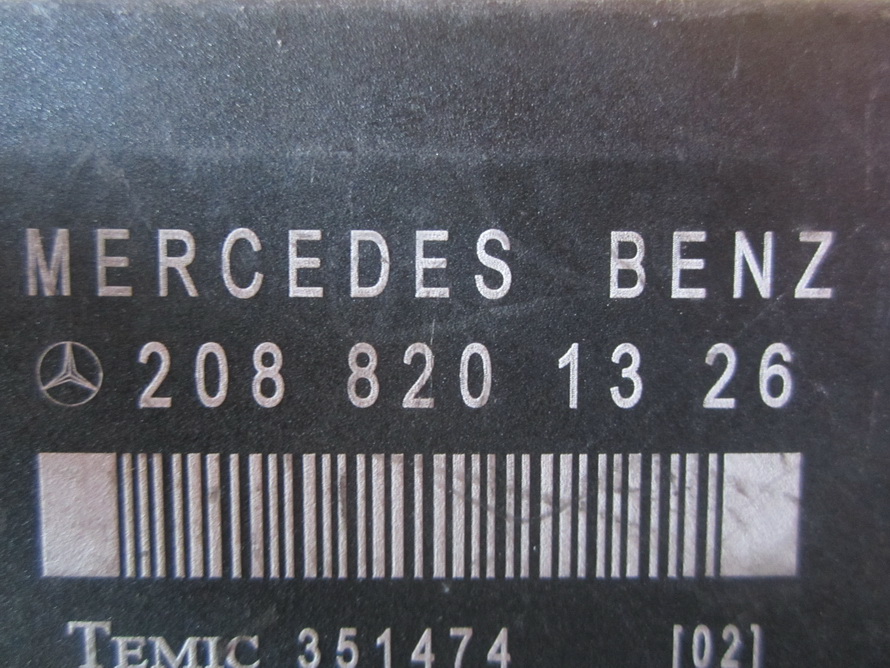 MERCEDES BENZ
208 820 13 26
TEMIC 351474 [02]